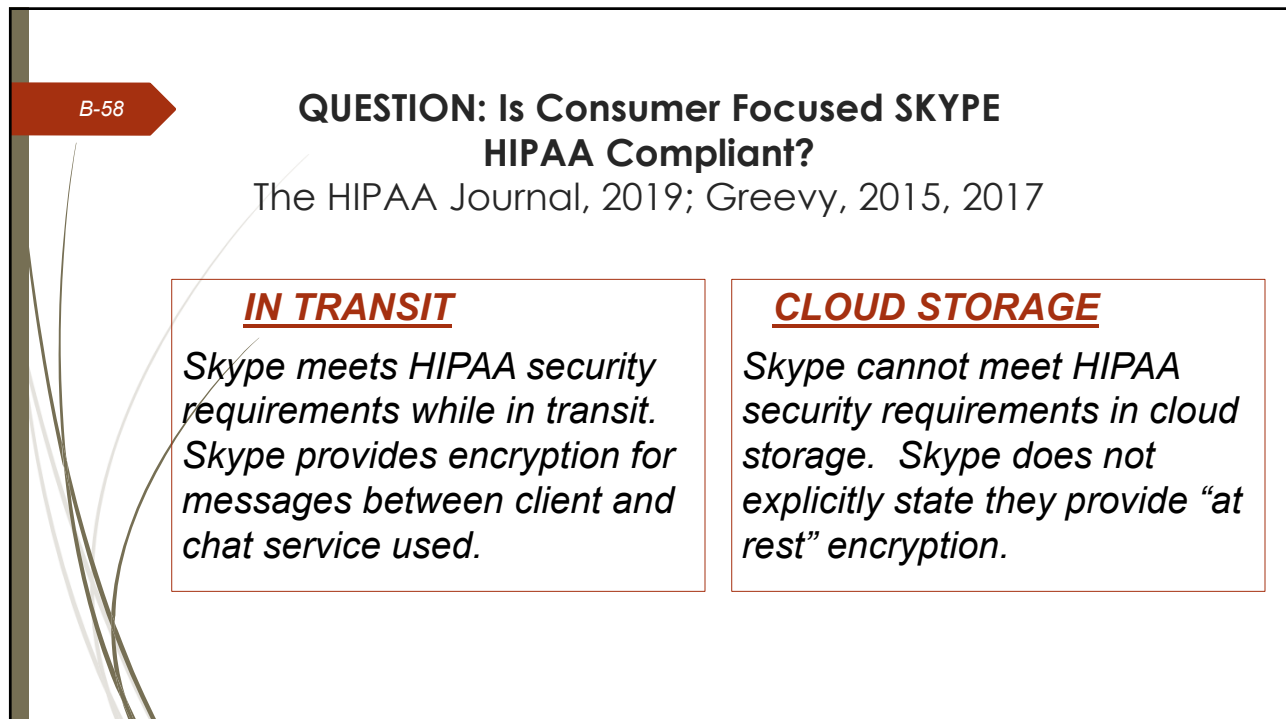 B-58
QUESTION: Is Consumer Focused SKYPE
HIPAA Compliant?
The HIPAA Journal, 2019; Greevy, 2015, 2017
IN TRANSIT
Skype meets HIPAA security
requirements while in transit.
Skype provides encryption for
messages between client and
chat service used.
CLOUD STORAGE
Skype cannot meet HIPAA
security requirements in cloud
storage.  Skype does not
explicitly state they provide “at
rest” encryption.